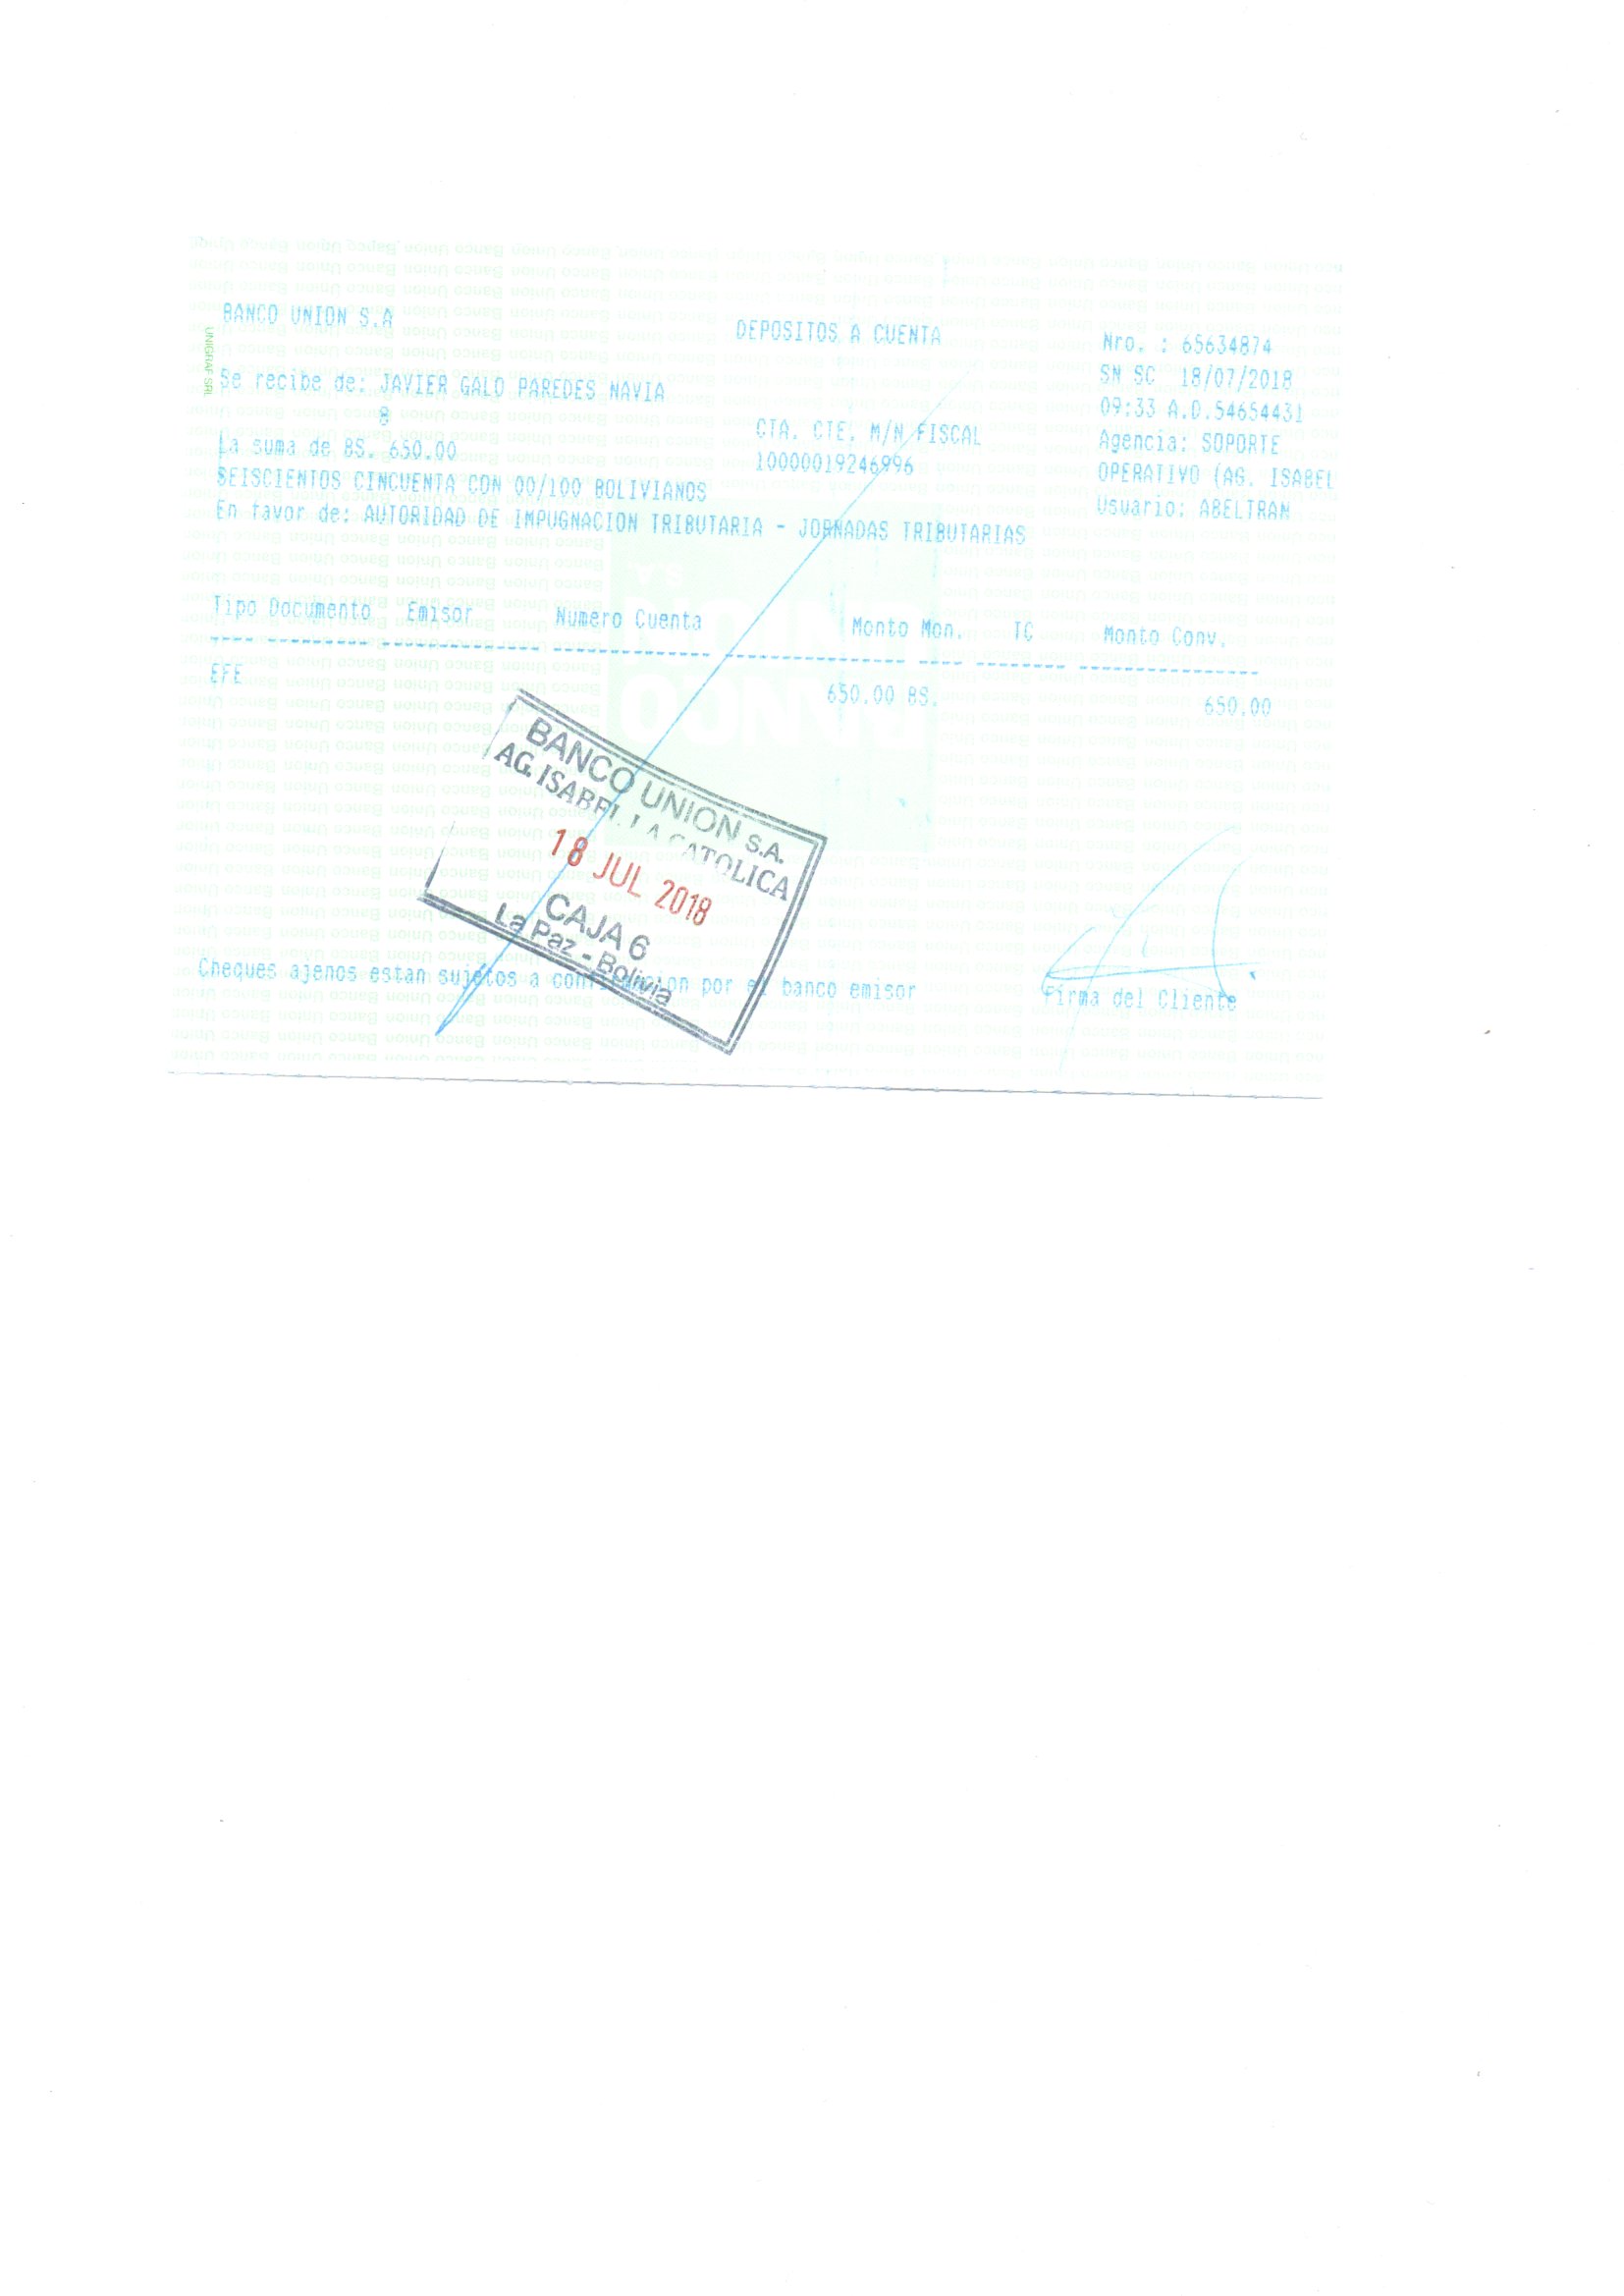 BANCO UNION S.A
DEPOSITOS A CUENTA
Nro. : 65634874
SN SC 18/07/2018
09:33 A.D.54654431
Agencia: SOPORTE
OPERATIVO (AG. ISABEL
Usuario: ABELTRAN
UNIGRAF SRL
Se recibe de: JAVIER GALO PAREDES NAVIA
8
CTA. CTE. M/N FISCAL
10000019246996
La suma de BS. 650.00
SEISCIENTOS CINCUENTA CON 00/100 BOLIVIANOS
En favor de: AUTORIDAD DE IMPUGNACION TRIBUTARIA - JORNADAS TRIBUTARIAS
Tipo Documento Emisor Numero Cuenta Monto Mon. TC Monto Conv.
EFE 650.00 BS. 650.00
BANCO UNION S.A.
AG. ISABEL LA CATOLICA
18 JUL 2018
CAJA 6
La Paz - Bolivia
Cheques ajenos estan sujetos a por el banco emisor
Firma del Cliente